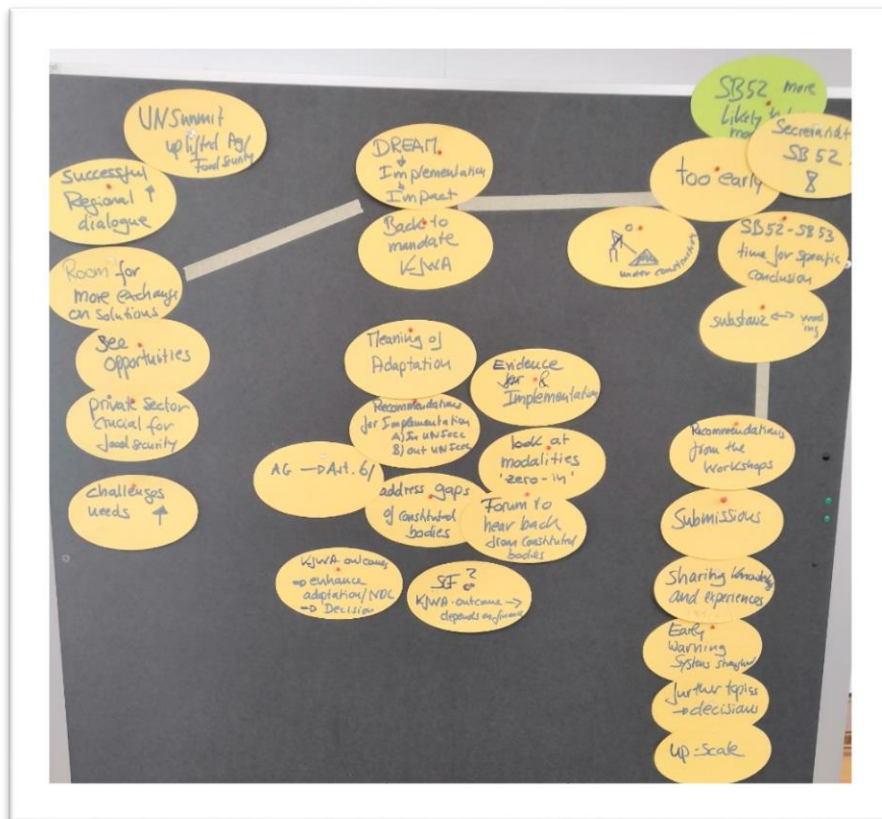 UN Summit
uplifted Ag/
Food Security
Successful
Regional
dialogue
Room for
more exchange
on solutions
See
opportunities
private sector
crucial for
food security
challenges
needs
DREAM
Implementation
Impact
Back to
mandate
KJWA
Meaning of
Adaptation
Evidence
for
Implementation
Recommendations
for Implementation
A) In UNFCCC
B) out UNFCCC
look at
modalities
'zero-in'
AG → Art. 6/
address gaps
of constituted
bodies
Forum to
hear back
from constituted
bodies
KJWA outcomes
→ enhance
adaptation/NDC
→ Decision
?
KJWA-outcome →
depends on
SB52 more
likely
Secretariat
SB 52
8
too early
under construction
SB52-SB53
time for specific
conclusion
substance ↔
Recommendations
from the
Workshops
Submissions
Sharing Knowledge
and experiences
Early
Warning
Systems
further topics
→ decisions
up-scale